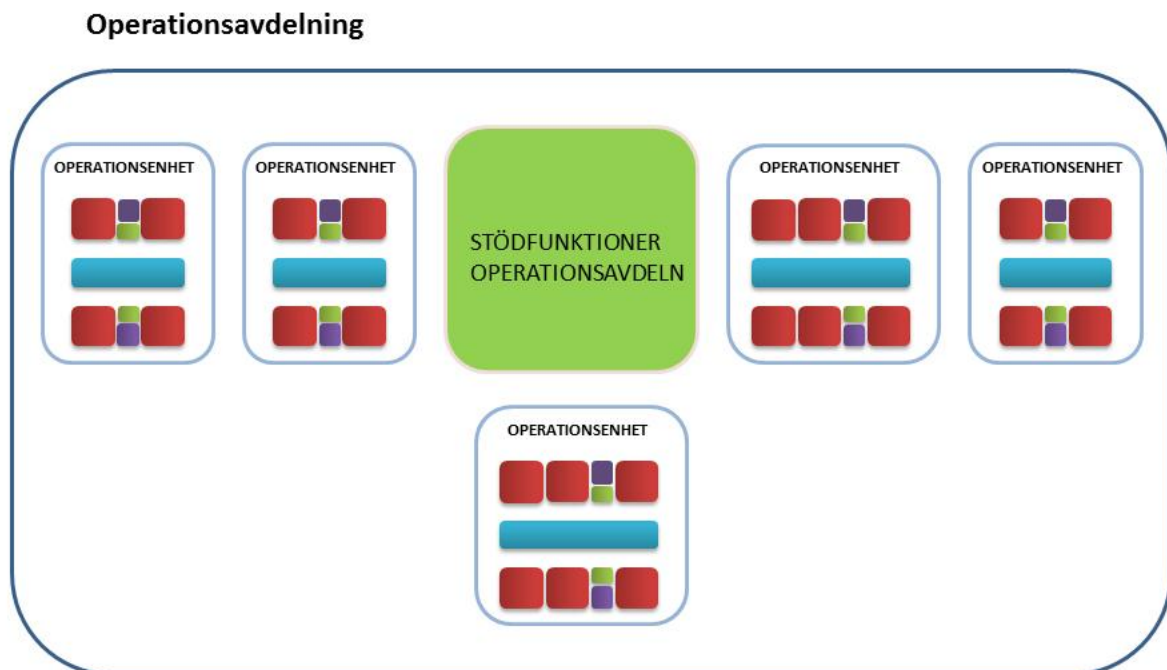 Operationsavdelning
OPERATIONSENHET
OPERATIONSENHET
STÖDFUNKTIONER
OPERATIONSAVDELN
OPERATIONSENHET
OPERATIONSENHET
OPERATIONSENHET